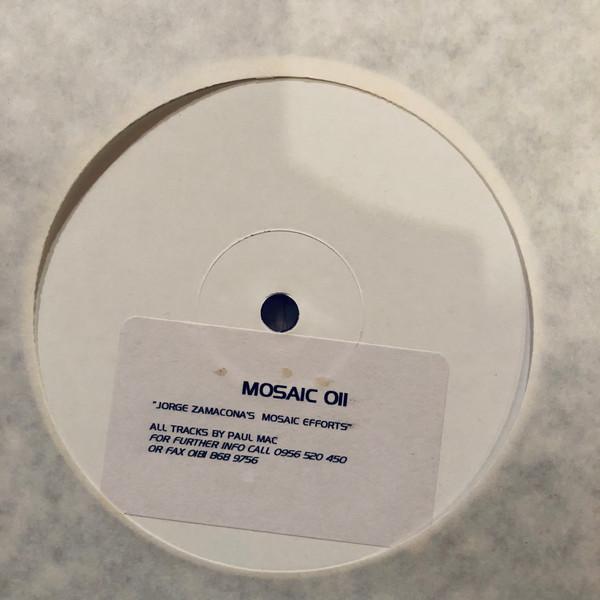 MOSAIC 011
"JORGE ZAMACONA'S MOSAIC EFFORTS"
ALL TRACKS BY PAUL MAC
FOR FURTHER INFO CALL 0956 520 450
OR FAX 0181 868 9756